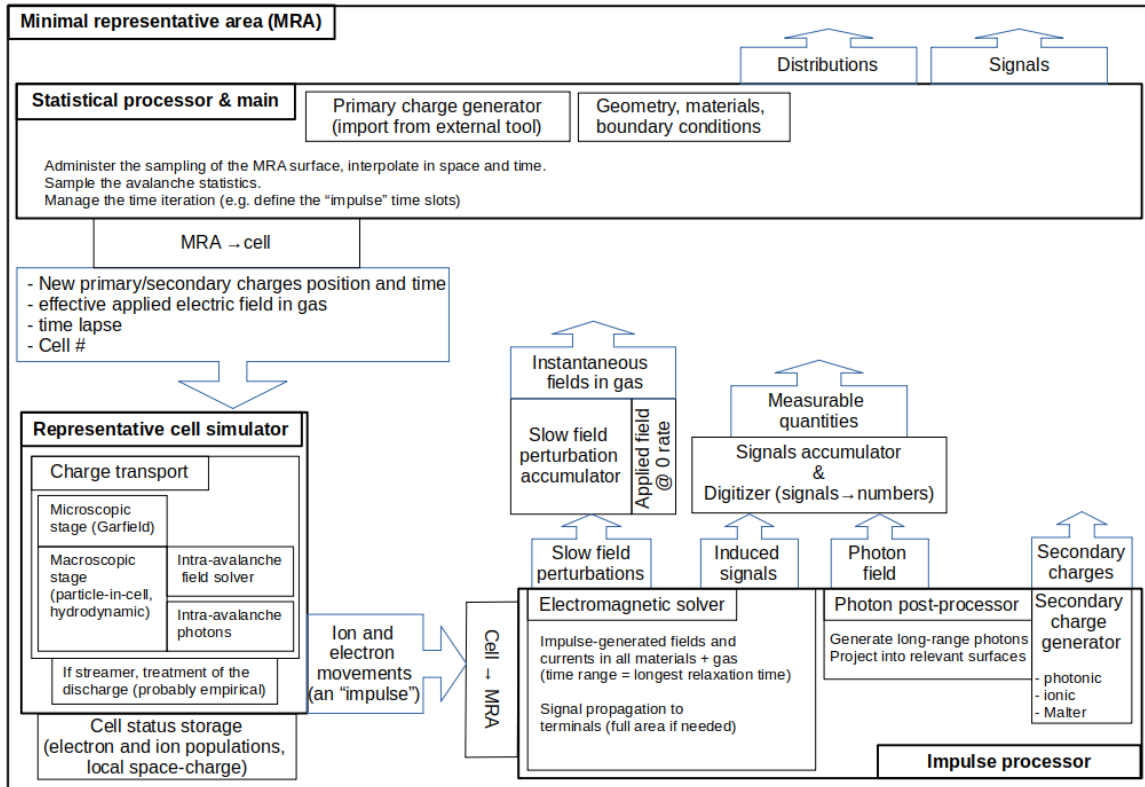 Minimal representative area (MRA)
Distributions
Signals
Statistical processor & main
Primary charge generator
(import from external tool)
Geometry, materials,
boundary conditions
Administer the sampling of the MRA surface, interpolate in space and time.
Sample the avalanche statistics.
Manage the time iteration (e.g. define the “impulse” time slots)
MRA →cell
- New primary/secondary charges position and time
- effective applied electric field in gas
- time lapse
- Cell #
Instantaneous
fields in gas
Slow field
perturbation
accumulator
Applied field
@ 0 rate
Measurable
quantities
Signals accumulator
&
Digitizer (signals→numbers)
Representative cell simulator
Charge transport
Microscopic
stage (Garfield)
Macroscopic
stage
(particle-in-cell,
hydrodynamic)
Intra-avalanche
field solver
Intra-avalanche
photons
If streamer, treatment of the
discharge (probably empirical)
Cell status storage
(electron and ion populations,
local space-charge)
Ion and
electron
movements
(an “impulse”)
Cell → MRA
Slow field
perturbations
Induced
signals
Photon
field
Secondary
charges
Electromagnetic solver
Impulse-generated fields and
currents in all materials + gas
(time range = longest relaxation time)
Signal propagation to
terminals (full area if needed)
Photon post-processor
Generate long-range photons
Project into relevant surfaces
Secondary
charge
generator
- photonic
- ionic
- Malter
Impulse processor